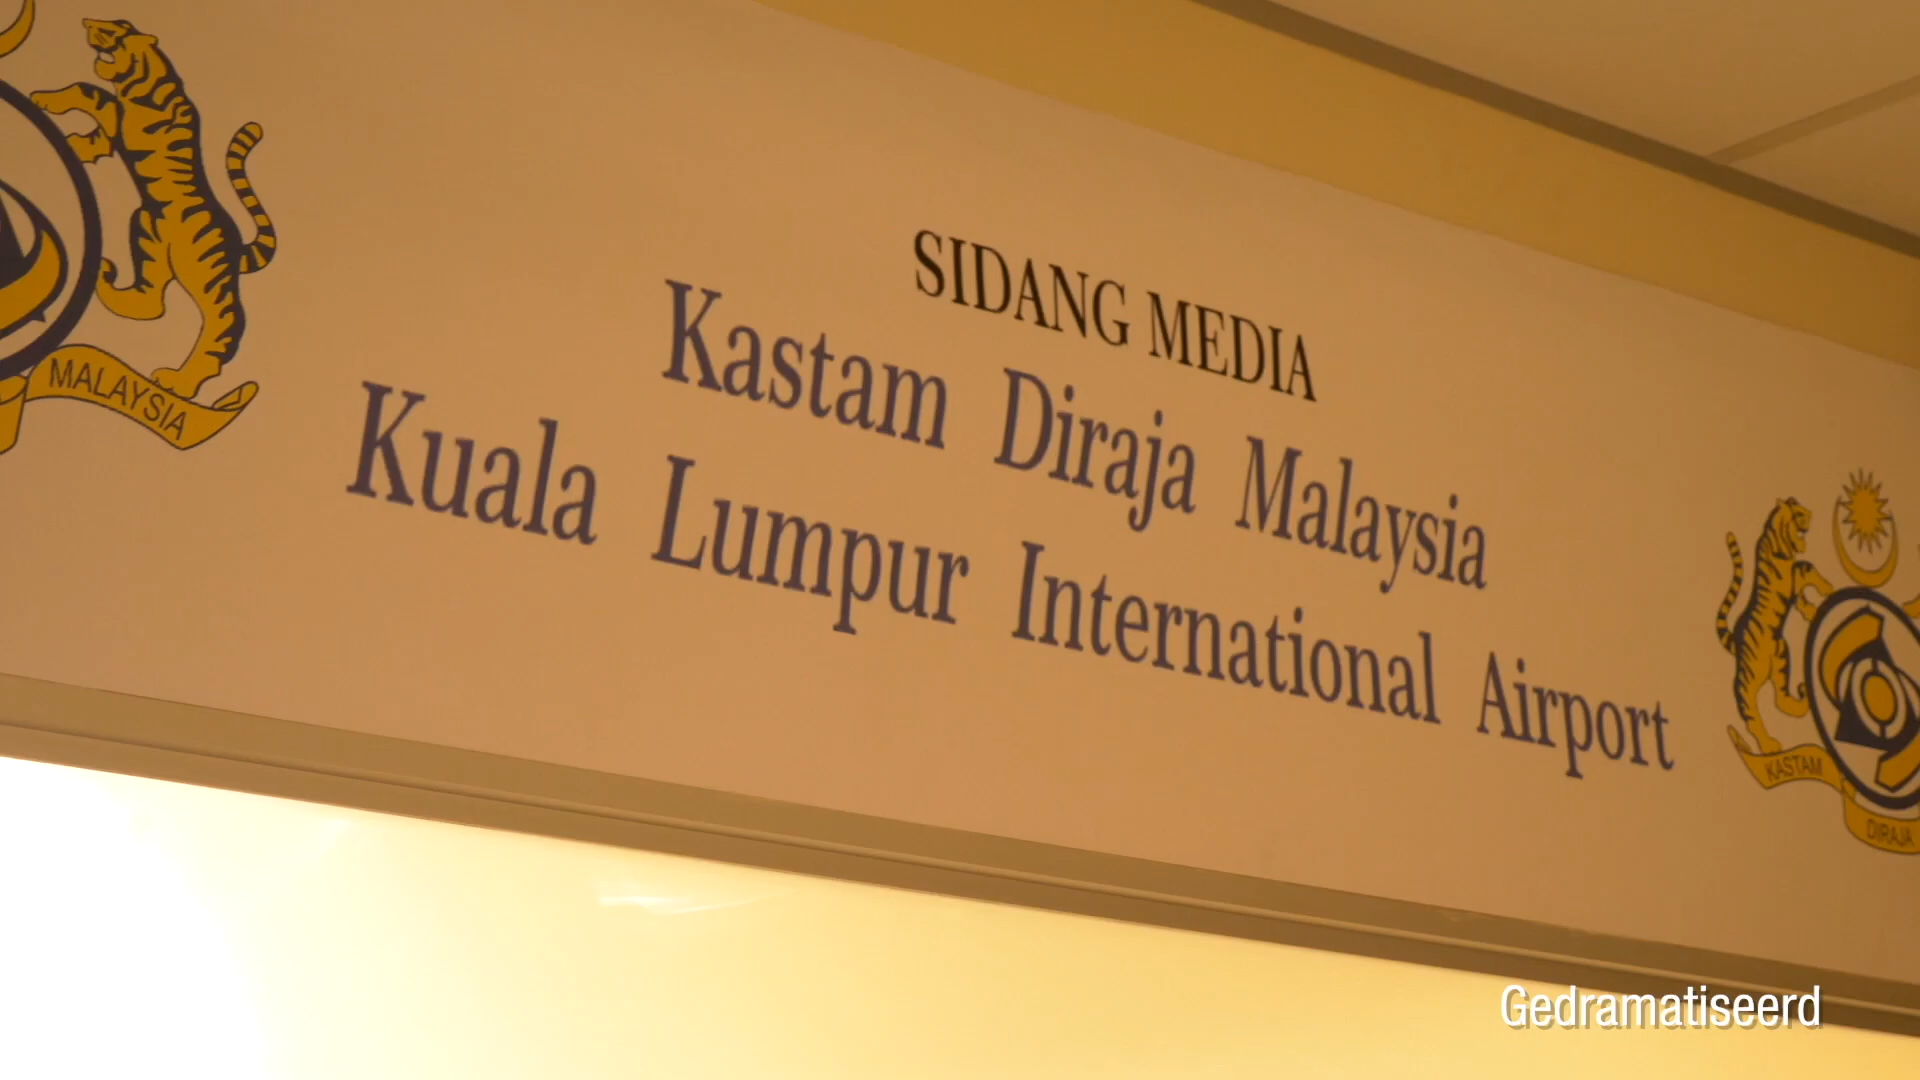 SIDANG MEDIA
Kastam Diraja Malaysia
Kuala Lumpur International Airport
MALAYSIA
KASTAM
DIRAJA
Gedramatiseerd